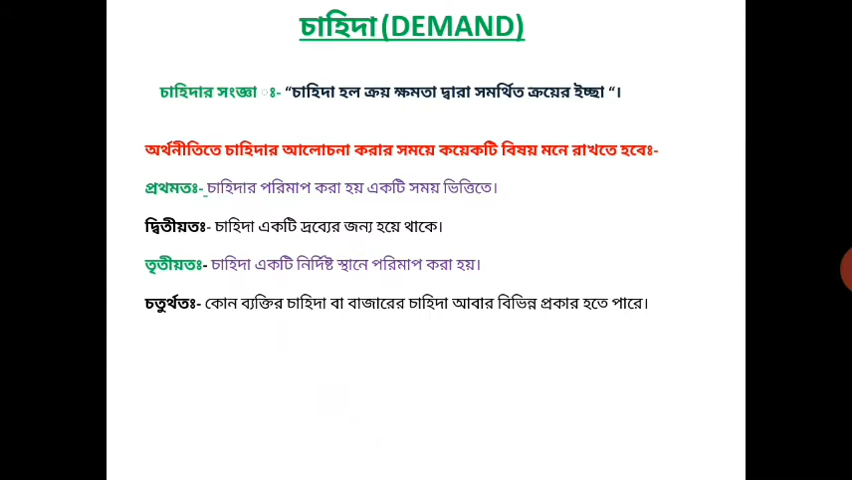 চাহিদা (DEMAND)
চাহিদার সংজ্ঞা ঃ- “চাহিদা হল ক্রয় ক্ষমতা দ্বারা সমর্থিত ক্রয়ের ইচ্ছা “।
অর্থনীতিতে চাহিদার আলোচনা করার সময়ে কয়েকটি বিষয় মনে রাখতে হবেঃ-
প্রথমতঃ- চাহিদার পরিমাপ করা হয় একটি সময় ভিত্তিতে।
দ্বিতীয়তঃ- চাহিদা একটি দ্রব্যের জন্য হয়ে থাকে।
তৃতীয়তঃ- চাহিদা একটি নির্দিষ্ট স্থানে পরিমাপ করা হয়।
চতুর্থতঃ- কোন ব্যক্তির চাহিদা বা বাজারের চাহিদা আবার বিভিন্ন প্রকার হতে পারে।